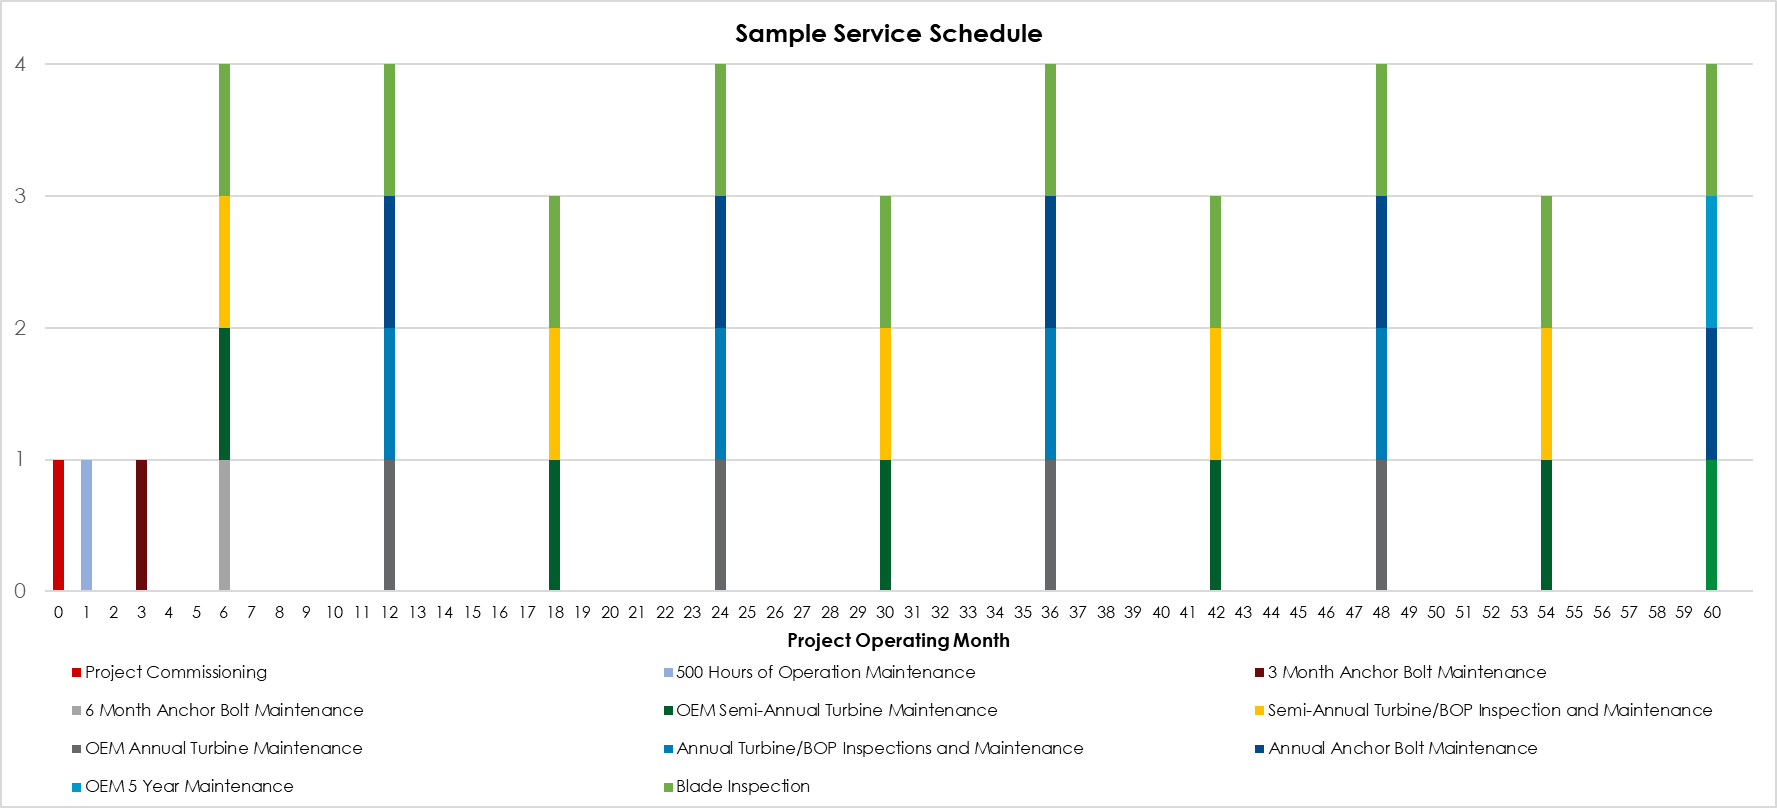 Sample Service Schedule
4
3
2
1
0
0 1 2 3 4 5 6 7 8 9 10 11 12 13 14 15 16 17 18 19 20 21 22 23 24 25 26 27 28 29 30 31 32 33 34 35 36 37 38 39 40 41 42 43 44 45 46 47 48 49 50 51 52 53 54 55 56 57 58 59 60
Project Operating Month
Project Commissioning 500 Hours of Operation Maintenance 3 Month Anchor Bolt Maintenance
6 Month Anchor Bolt Maintenance OEM Semi-Annual Turbine Maintenance Semi-Annual Turbine/BOP Inspection and Maintenance
OEM Annual Turbine Maintenance Annual Turbine/BOP Inspections and Maintenance Annual Anchor Bolt Maintenance
OEM 5 Year Maintenance Blade Inspection